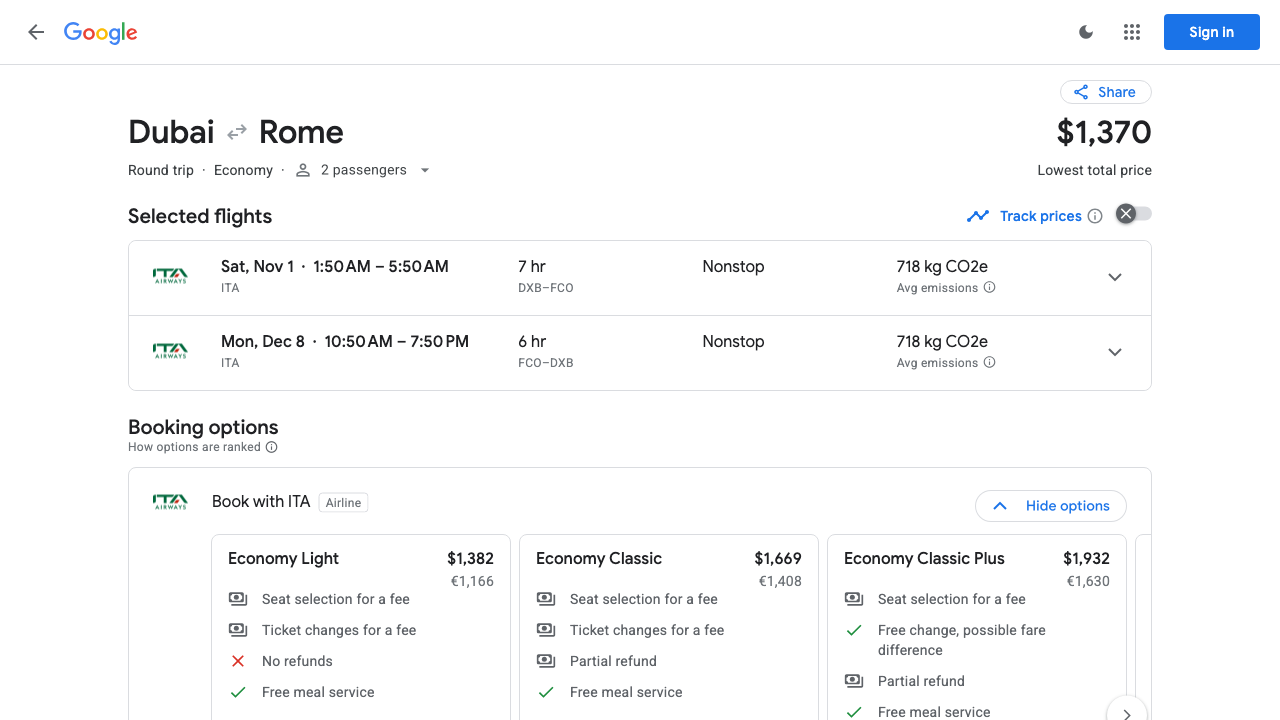 Google
Sign in
Share
Dubai Rome
$1,370
Round trip · Economy · 2 passengers
Lowest total price
Selected flights
Track prices
ITA AIRWAYS
Sat, Nov 1 · 1:50 AM – 5:50 AM
7 hr
Nonstop
718 kg CO2e
ITA
DXB–FCO
Avg emissions
ITA AIRWAYS
Mon, Dec 8 · 10:50 AM – 7:50 PM
6 hr
Nonstop
718 kg CO2e
ITA
FCO–DXB
Avg emissions
Booking options
How options are ranked
ITA AIRWAYS
Book with ITA
Airline
Hide options
Economy Light
$1,382
€1,166
Seat selection for a fee
Ticket changes for a fee
No refunds
Free meal service
Economy Classic
$1,669
€1,408
Seat selection for a fee
Ticket changes for a fee
Partial refund
Free meal service
Economy Classic Plus
$1,932
€1,630
Seat selection for a fee
Free change, possible fare
difference
Partial refund
Free meal service